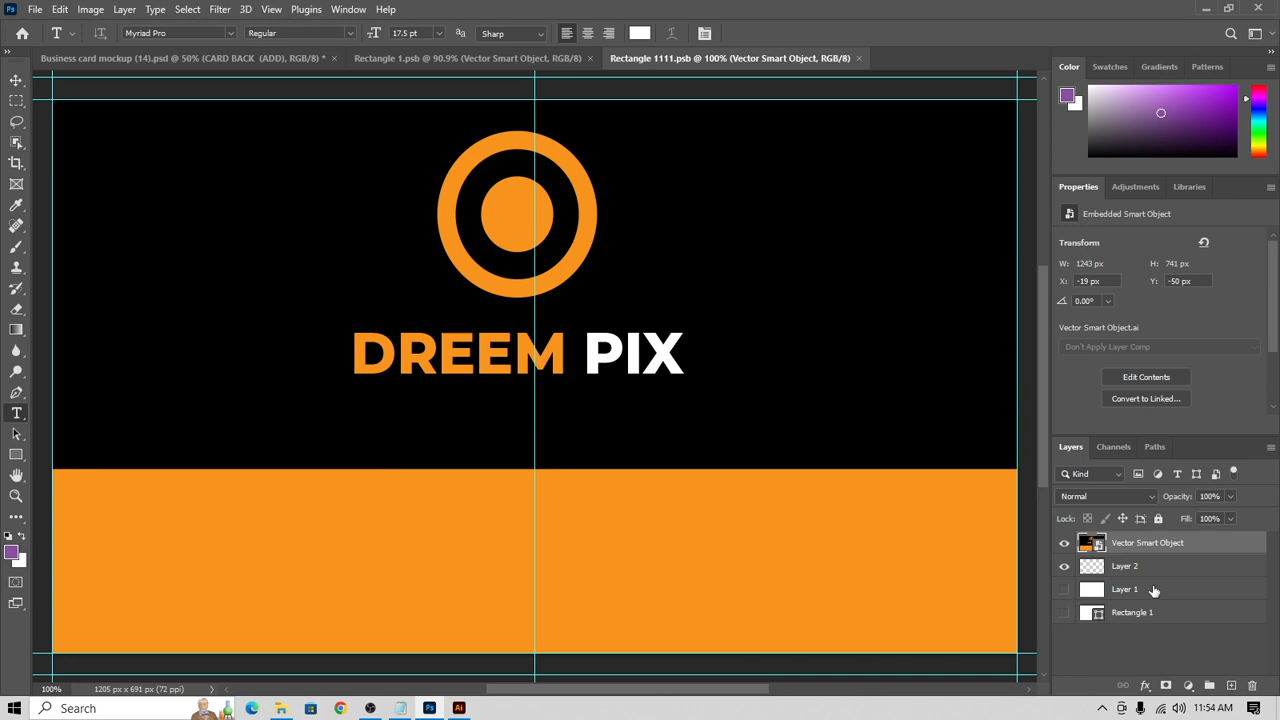 Ps File Edit Image Layer Type Select Filter 3D View Plugins Window Help
T Myriad Pro Regular 17.5 pt Sharp
Business card mockup (14).psd @ 50% (CARD BACK (ADD), RGB/8) * × Rectangle 1.psb @ 90.9% (Vector Smart Object, RGB/8) × Rectangle 1111.psb @ 100% (Vector Smart Object, RGB/8) ×
Color Swatches Gradients Patterns
Properties Adjustments Libraries
Embedded Smart Object
Transform
W: 1243 px H: 741 px
X: -19 px Y: -50 px
0.00°
Vector Smart Object.ai
Don't Apply Layer Comp
Edit Contents
Convert to Linked...
DREEM PIX
Layers Channels Paths
Kind
Normal Opacity: 100%
Lock: Fill: 100%
Vector Smart Object
Layer 2
Layer 1
Rectangle 1
fx
100% 1205 px x 691 px (72 ppi)
Search Ps Ai 11:54 AM